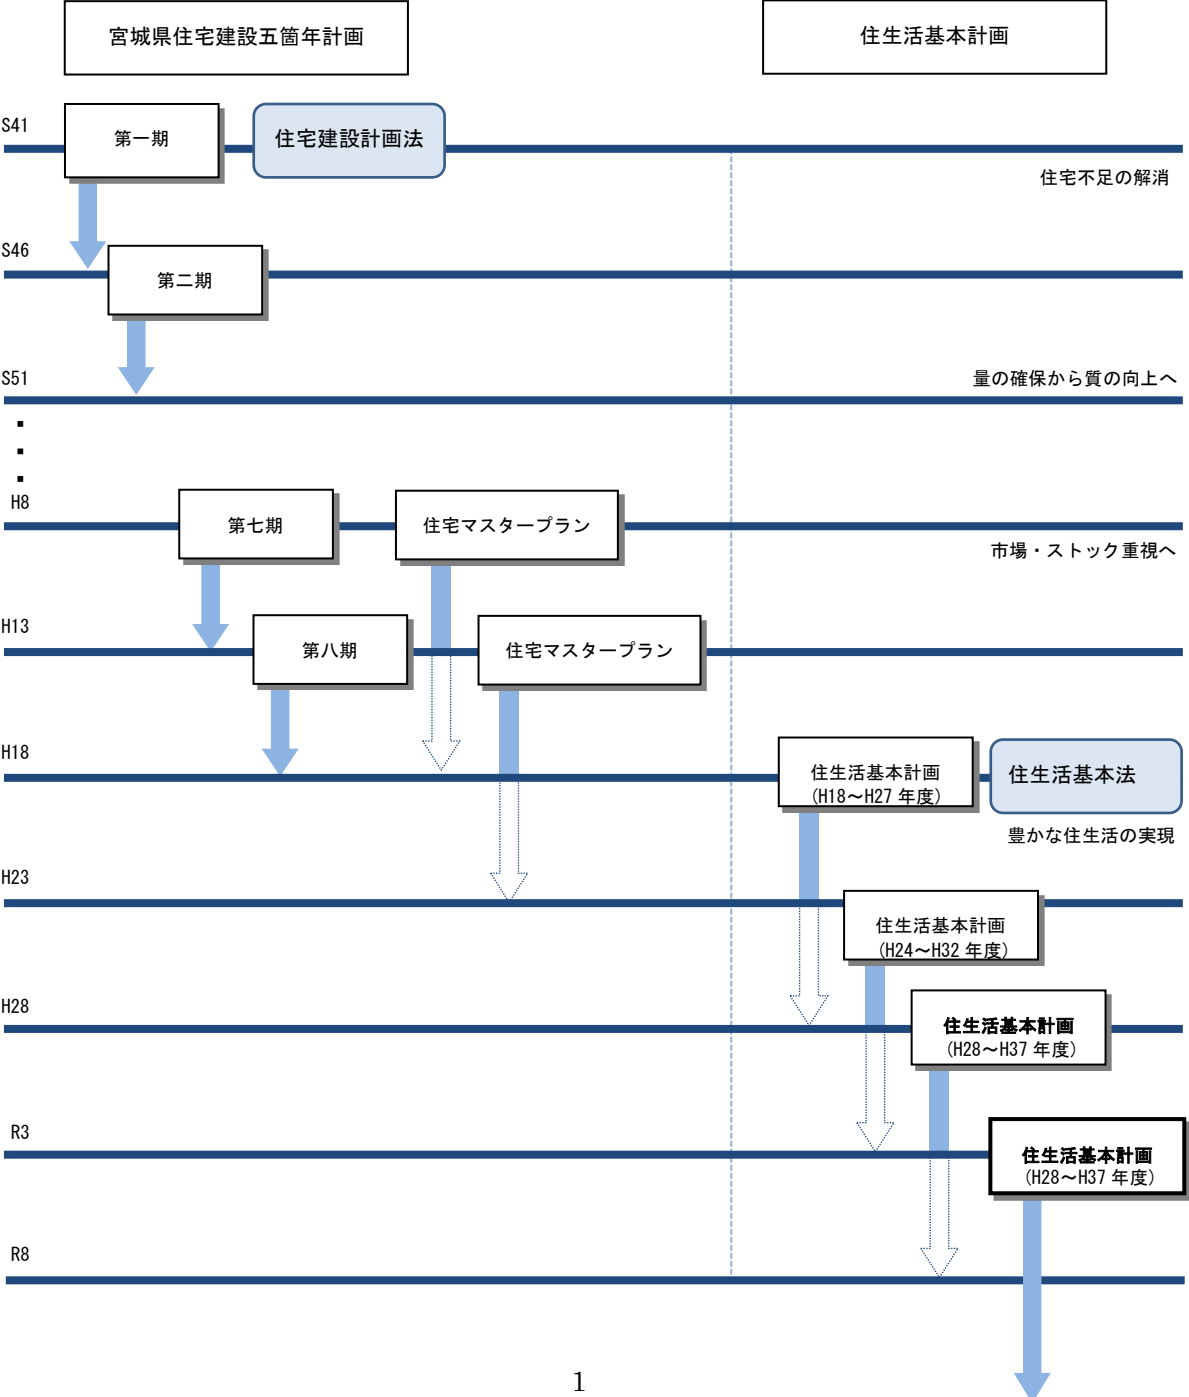 宮城県住宅建設五箇年計画
住生活基本計画
S41
第一期
住宅建設計画法
住宅不足の解消
S46
第二期
S51
量の確保から質の向上へ
H8
第七期
住宅マスタープラン
市場・ストック重視へ
H13
第八期
住宅マスタープラン
H18
住生活基本計画
(H18～H27 年度)
住生活基本法
豊かな住生活の実現
H23
住生活基本計画
(H24～H32 年度)
H28
住生活基本計画
(H28～H37 年度)
R3
住生活基本計画
(H28～H37 年度)
R8
1